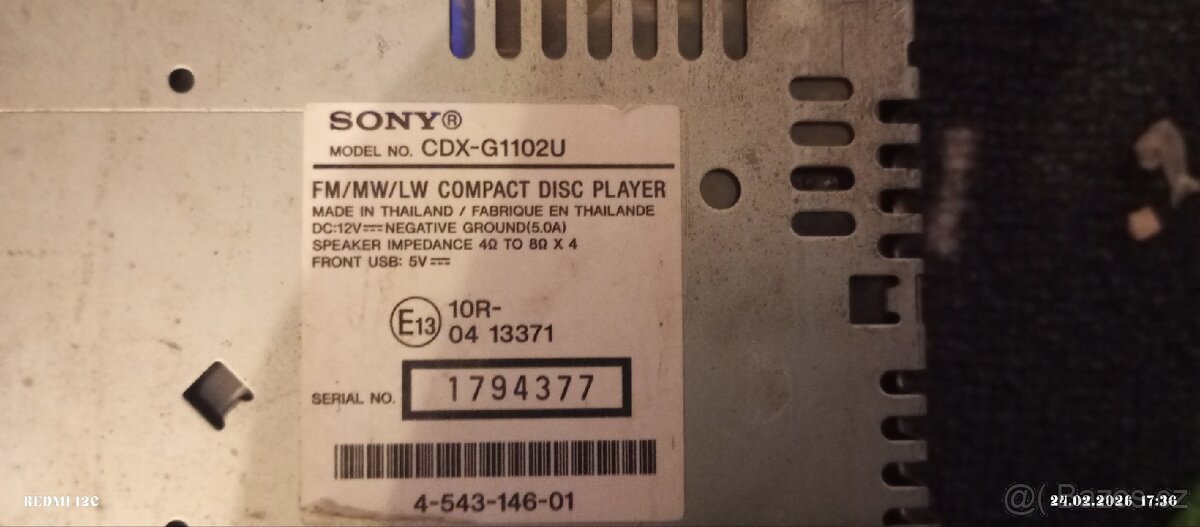 SONY®
MODEL NO. CDX-G1102U
FM/MW/LW COMPACT DISC PLAYER
MADE IN THAILAND / FABRIQUE EN THAILANDE
DC:12V⎓NEGATIVE GROUND(5.0A)
SPEAKER IMPEDANCE 4Ω TO 8Ω X 4
FRONT USB: 5V⎓
E13 10R-
04 13371
SERIAL NO. 1794377
4-543-146-01
REDMI 12C
24.02.2026 17:36